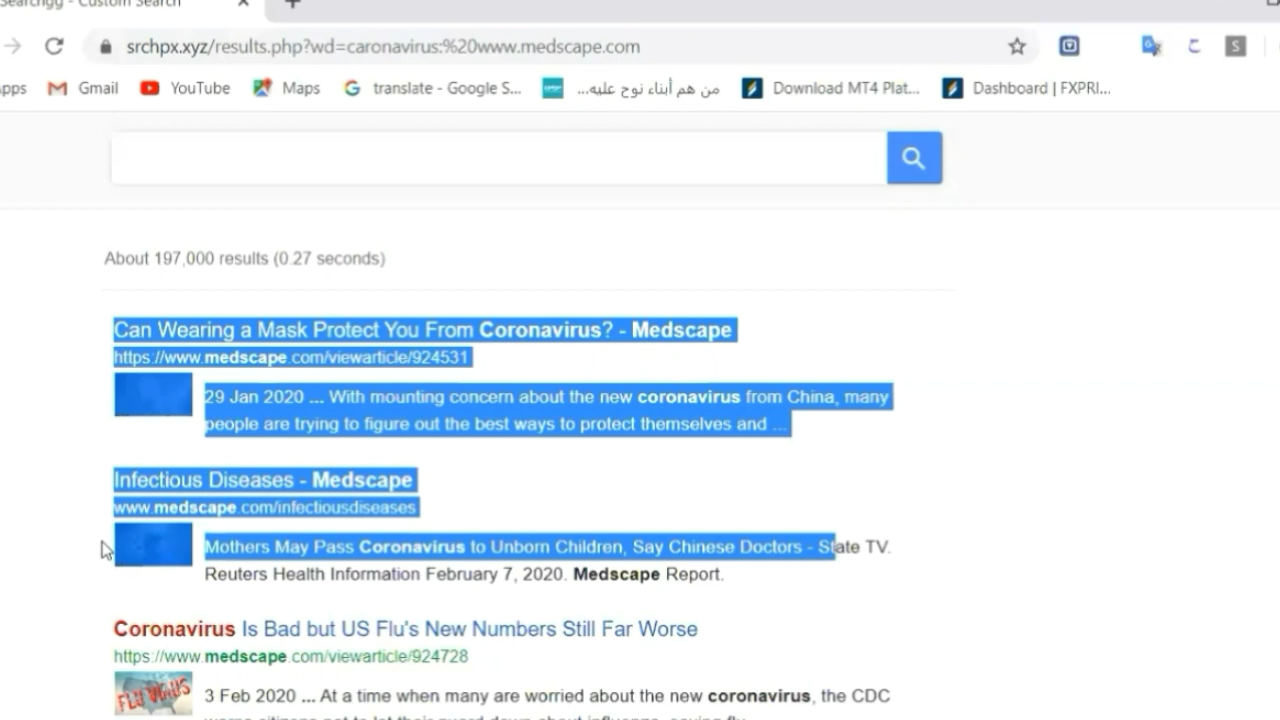 Searchgg - Custom Search
srchpx.xyz/results.php?wd=caronavirus:%20www.medscape.com
Apps Gmail YouTube Maps translate - Google S... ...من هم أبناء نوح عليه Download MT4 Plat... Dashboard | FXPRI...
About 197,000 results (0.27 seconds)
Can Wearing a Mask Protect You From Coronavirus? - Medscape
https://www.medscape.com/viewarticle/924531
29 Jan 2020 ... With mounting concern about the new coronavirus from China, many
people are trying to figure out the best ways to protect themselves and ...
Infectious Diseases - Medscape
www.medscape.com/infectiousdiseases
Mothers May Pass Coronavirus to Unborn Children, Say Chinese Doctors - State TV.
Reuters Health Information February 7, 2020. Medscape Report.
Coronavirus Is Bad but US Flu's New Numbers Still Far Worse
https://www.medscape.com/viewarticle/924728
FLU VIRUS
3 Feb 2020 ... At a time when many are worried about the new coronavirus, the CDC